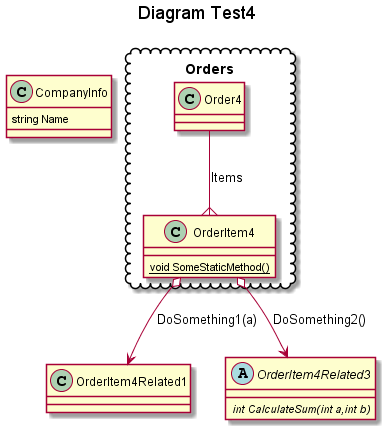 Diagram Test4
Orders
C CompanyInfo
string Name
C Order4
Items
C OrderItem4
void SomeStaticMethod()
DoSomething1(a)
DoSomething2()
C OrderItem4Related1
A OrderItem4Related3
int CalculateSum(int a,int b)